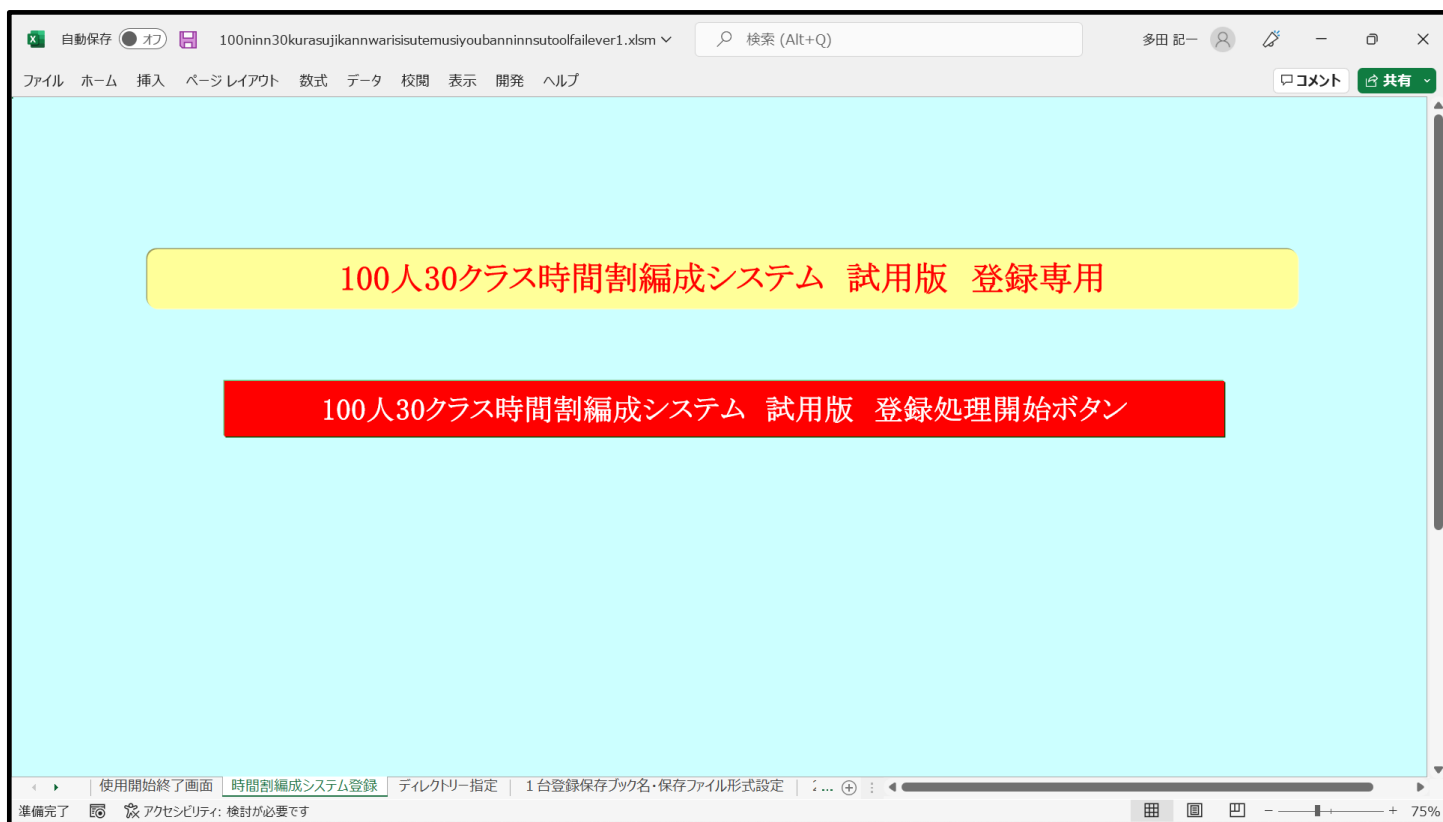 自動保存 オフ 100ninn30kurasujikannwarisisutemusiyoubanninnsutoolfailever1.xlsm 検索 (Alt+Q) 多田 記一
ファイル ホーム 挿入 ページ レイアウト 数式 データ 校閲 表示 開発 ヘルプ コメント 共有
100人30クラス時間割編成システム 試用版 登録専用
100人30クラス時間割編成システム 試用版 登録処理開始ボタン
使用開始終了画面 時間割編成システム登録 ディレクトリー指定 1台登録保存ブック名・保存ファイル形式設定 ...
準備完了 アクセシビリティ: 検討が必要です 75%